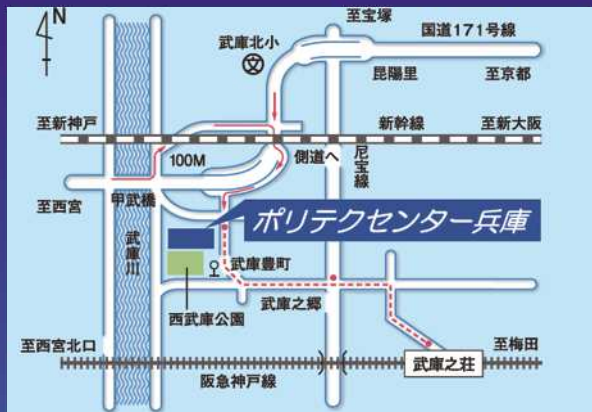 N
至宝塚
国道171号線
武庫北小
文
昆陽里
至京都
至新神戸
新幹線
至新大阪
100M
側道へ
尼宝線
甲武橋
至西宮
ポリテクセンター兵庫
武庫川
武庫豊町
武庫之郷
西武庫公園
至西宮北口
至梅田
武庫之荘
阪急神戸線